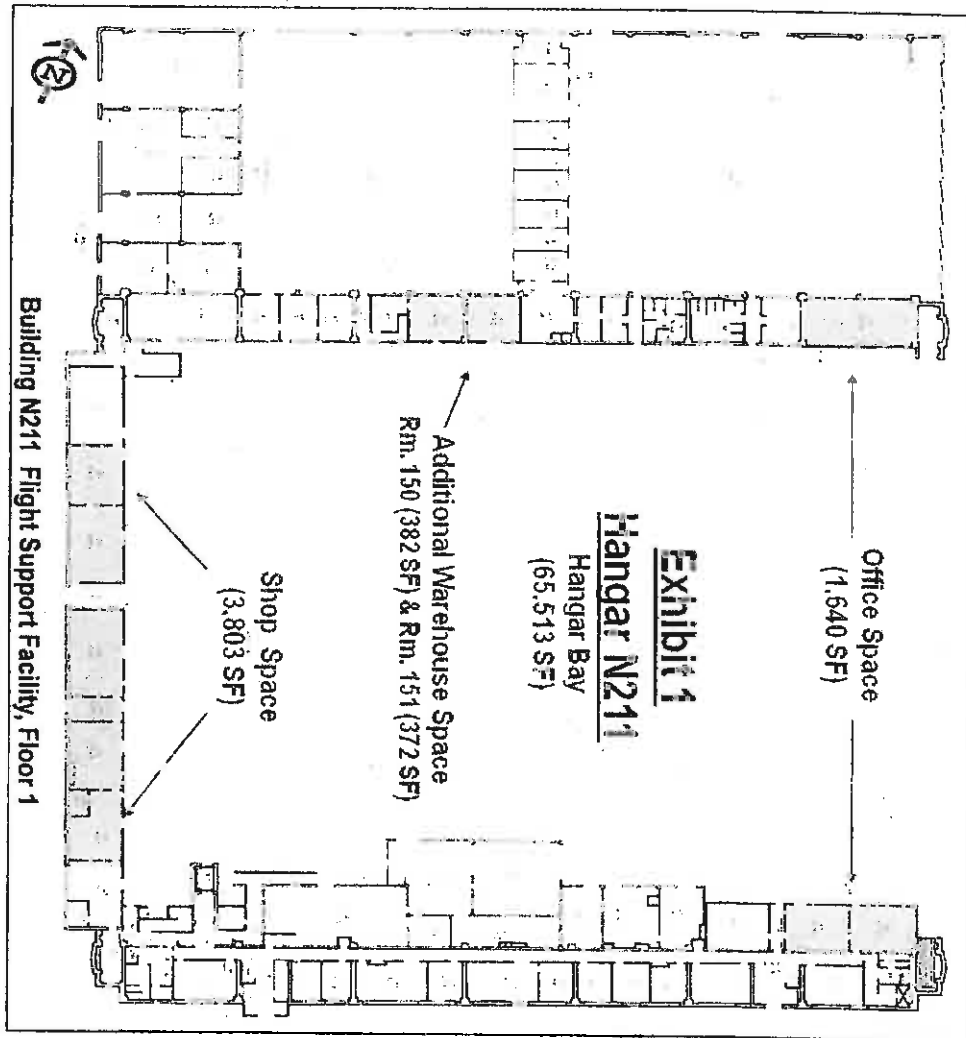 Office Space
(1,640 SF)
Exhibit 1
Hangar N211
Hangar Bay
(65,513 SF)
Additional Warehouse Space
Rm. 150 (382 SF) & Rm. 151 (372 SF)
Shop Space
(3,803 SF)
Building N211 Flight Support Facility, Floor 1
N